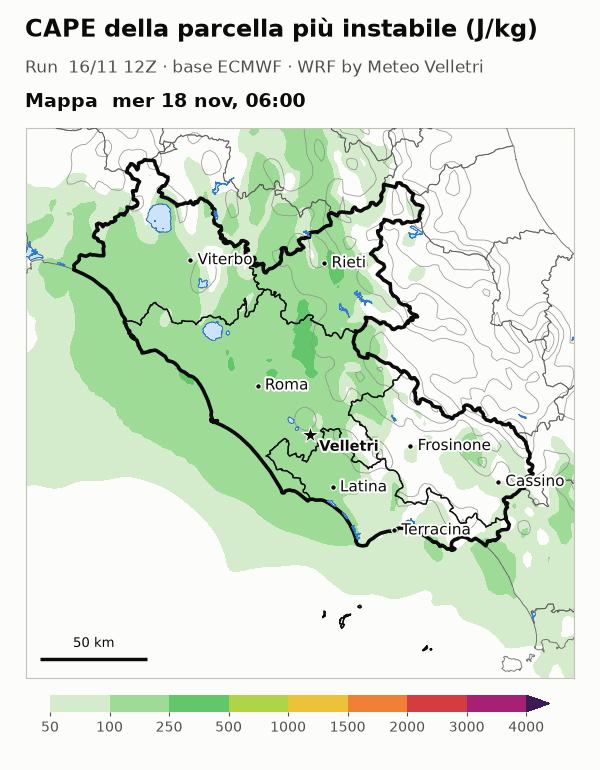 CAPE della parcella più instabile (J/kg)
Run  16/11 12Z · base ECMWF · WRF by Meteo Velletri
Mappa  mer 18 nov, 06:00
Viterbo
Rieti
Roma
Velletri
Frosinone
Latina
Cassino
Terracina
50 km
50 100 250 500 1000 1500 2000 3000 4000